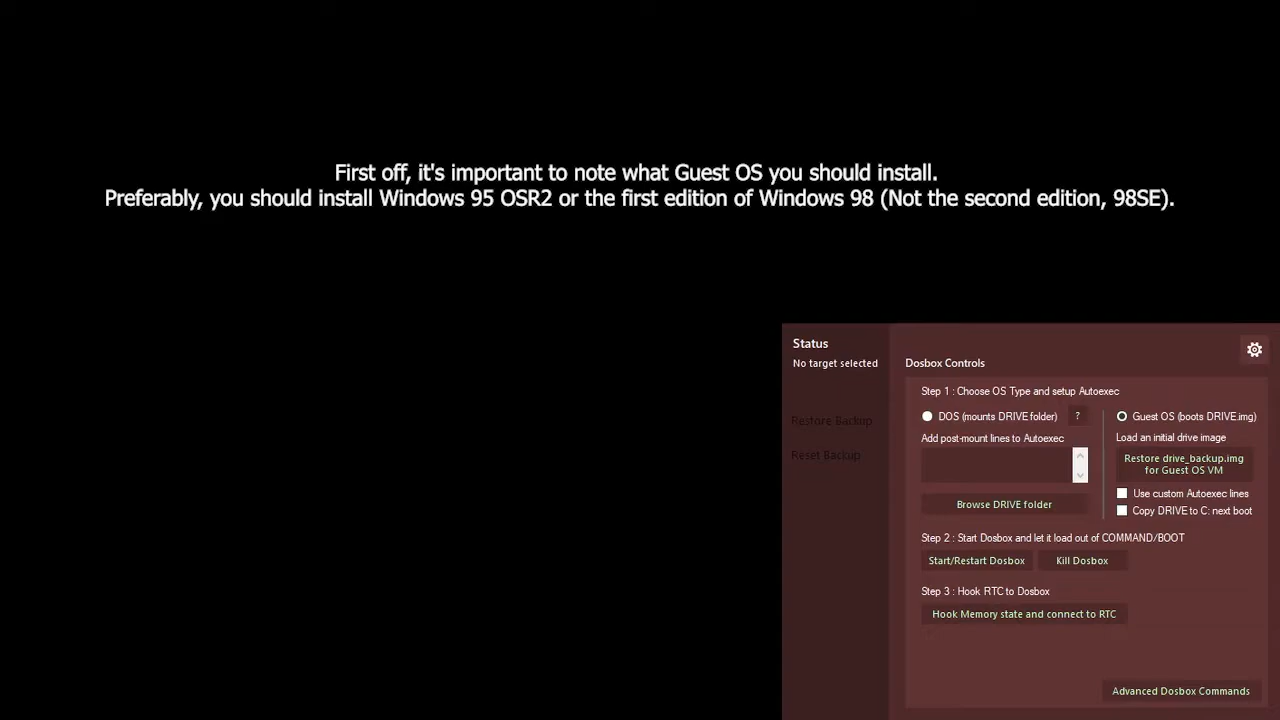 First off, it's important to note what Guest OS you should install.
Preferably, you should install Windows 95 OSR2 or the first edition of Windows 98 (Not the second edition, 98SE).
Status
No target selected
Restore Backup
Reset Backup
Dosbox Controls
Step 1 : Choose OS Type and setup Autoexec
DOS (mounts DRIVE folder)
?
Add post-mount lines to Autoexec
Browse DRIVE folder
Guest OS (boots DRIVE.img)
Load an initial drive image
Restore drive_backup.img
for Guest OS VM
Use custom Autoexec lines
Copy DRIVE to C: next boot
Step 2 : Start Dosbox and let it load out of COMMAND/BOOT
Start/Restart Dosbox
Kill Dosbox
Step 3 : Hook RTC to Dosbox
Hook Memory state and connect to RTC
Advanced Dosbox Commands